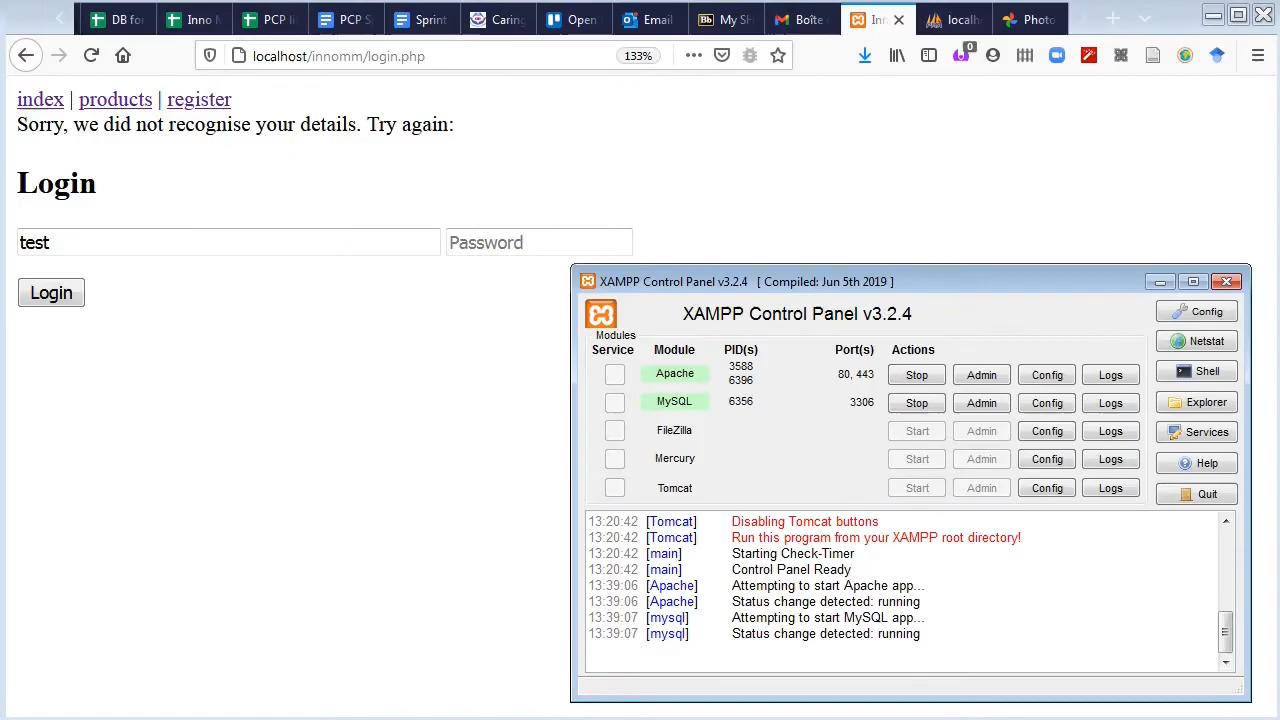 DB for
Inno M
PCP li
PCP S
Sprint
Caring
Open
Email
My Sh
Boîte
Inn
localh
Photo
localhost/innomm/login.php
133%
0
index | products | register
Sorry, we did not recognise your details. Try again:
Login
test
Password
Login
XAMPP Control Panel v3.2.4 [ Compiled: Jun 5th 2019 ]
XAMPP Control Panel v3.2.4
Config
Modules
Service Module PID(s) Port(s) Actions
Netstat
Apache 3588 6396 80, 443 Stop Admin Config Logs
Shell
MySQL 6356 3306 Stop Admin Config Logs
Explorer
FileZilla Start Admin Config Logs
Services
Mercury Start Admin Config Logs
Help
Tomcat Start Admin Config Logs
Quit
13:20:42 [Tomcat] Disabling Tomcat buttons
13:20:42 [Tomcat] Run this program from your XAMPP root directory!
13:20:42 [main] Starting Check-Timer
13:20:42 [main] Control Panel Ready
13:39:06 [Apache] Attempting to start Apache app...
13:39:06 [Apache] Status change detected: running
13:39:07 [mysql] Attempting to start MySQL app...
13:39:07 [mysql] Status change detected: running